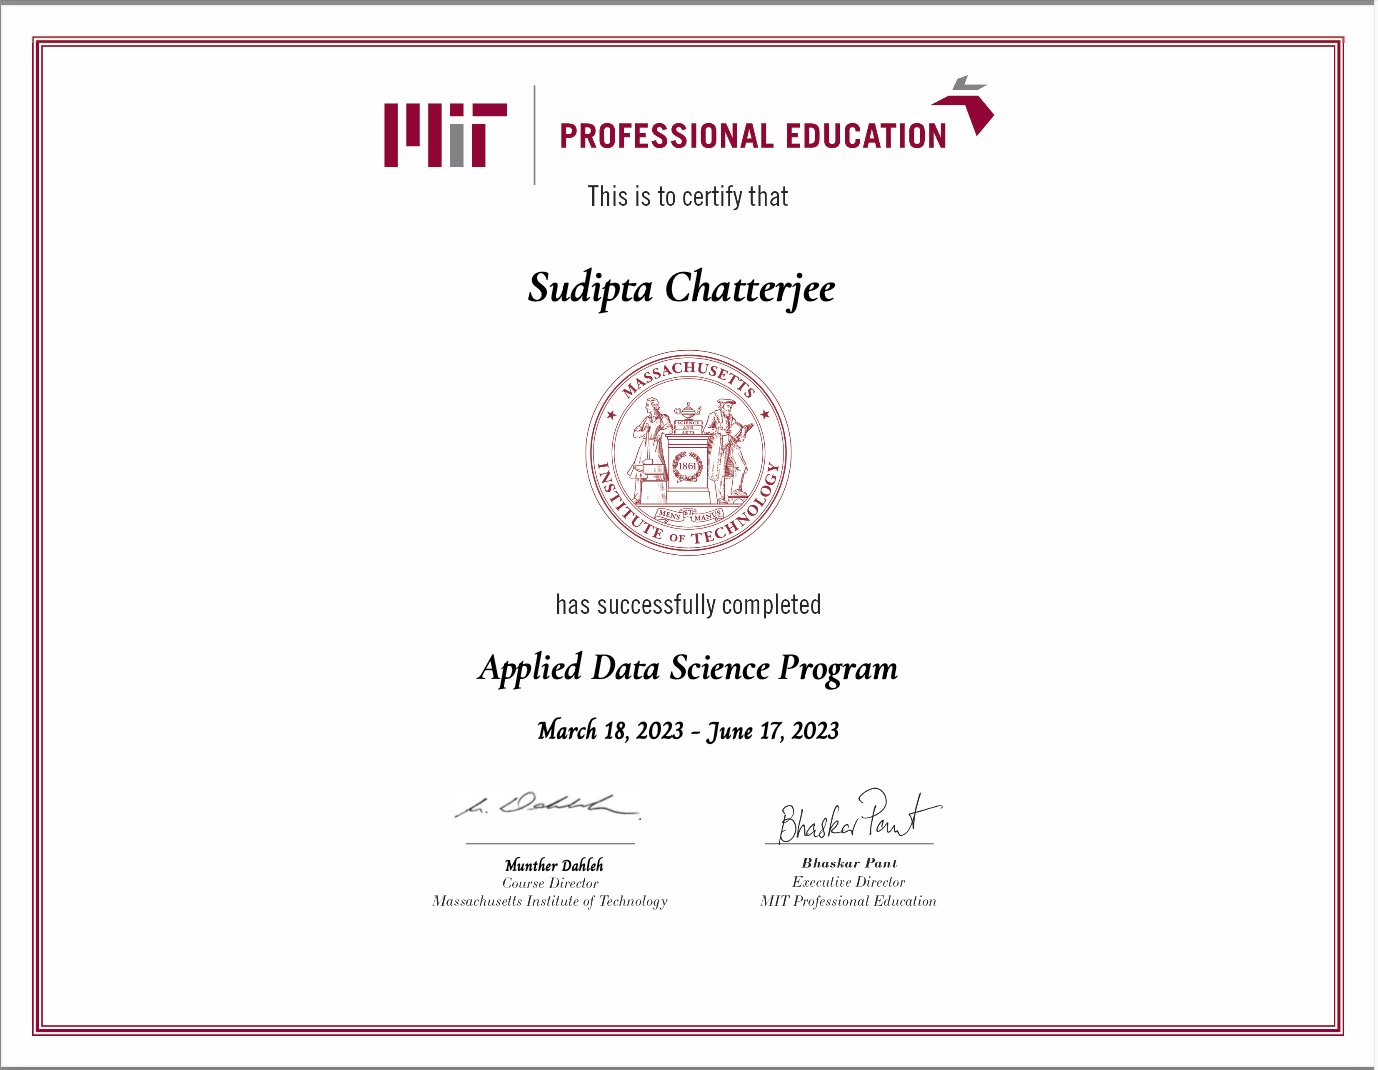 MIT PROFESSIONAL EDUCATION
This is to certify that
Sudipta Chatterjee
MASSACHUSETTS
INSTITUTE OF TECHNOLOGY
SCIENCE
AND
ARTS
1861
MENS ET MANUS
has successfully completed
Applied Data Science Program
March 18, 2023 - June 17, 2023
M. Dahleh
Bhaskar Pant
Munther Dahleh
Course Director
Massachusetts Institute of Technology
Bhaskar Pant
Executive Director
MIT Professional Education